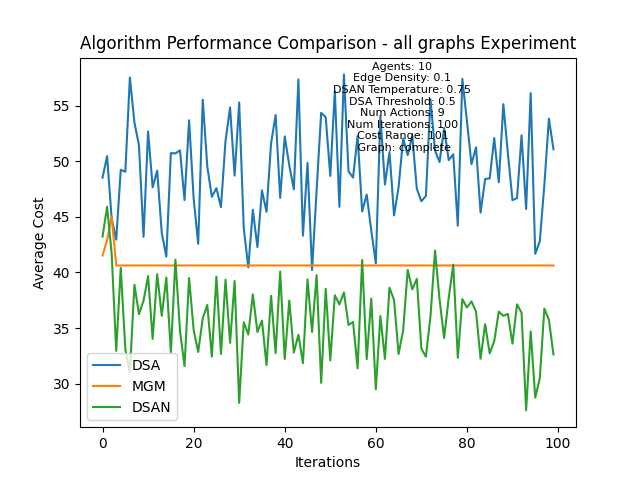 Algorithm Performance Comparison - all graphs Experiment
Agents: 10
Edge Density: 0.1
DSAN Temperature: 0.75
DSA Threshold: 0.5
Num Actions: 9
Num Iterations: 100
Cost Range: 101
Graph: complete
55
50
45
40
35
30
Average Cost
DSA
MGM
DSAN
0
20
40
60
80
100
Iterations